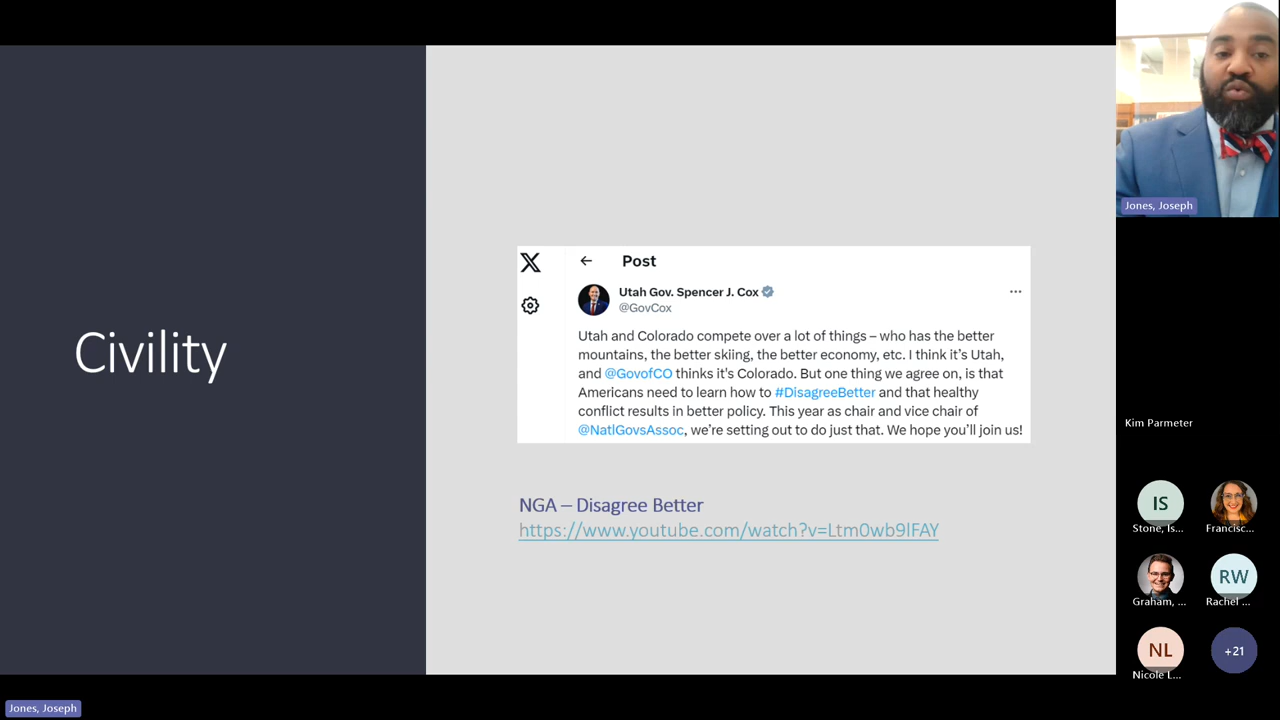 Civility
X
Post
Utah Gov. Spencer J. Cox
@GovCox
Utah and Colorado compete over a lot of things – who has the better
mountains, the better skiing, the better economy, etc. I think it's Utah,
and @GovofCO thinks it's Colorado. But one thing we agree on, is that
Americans need to learn how to #DisagreeBetter and that healthy
conflict results in better policy. This year as chair and vice chair of
@NatlGovsAssoc, we're setting out to do just that. We hope you'll join us!
NGA – Disagree Better
https://www.youtube.com/watch?v=Ltm0wb9lFAY
Jones, Joseph
Kim Parmeter
IS
Stone, Is...
Francisc...
Graham, ...
RW
Rachel ...
NL
Nicole L...
+21
Jones, Joseph